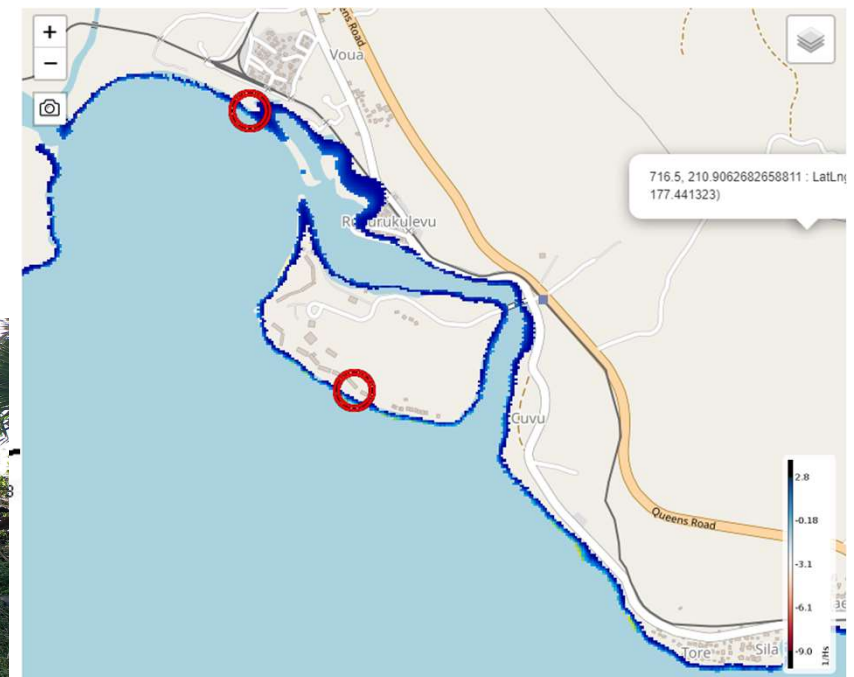 +
−
Queens Road
Voua
716.5, 210.9062682658811 : LatLng
177.441323)
Cuvu
Queens Road
2.8
-0.18
-3.1
-6.1
-9.0
1/Hs
Tore
Sila